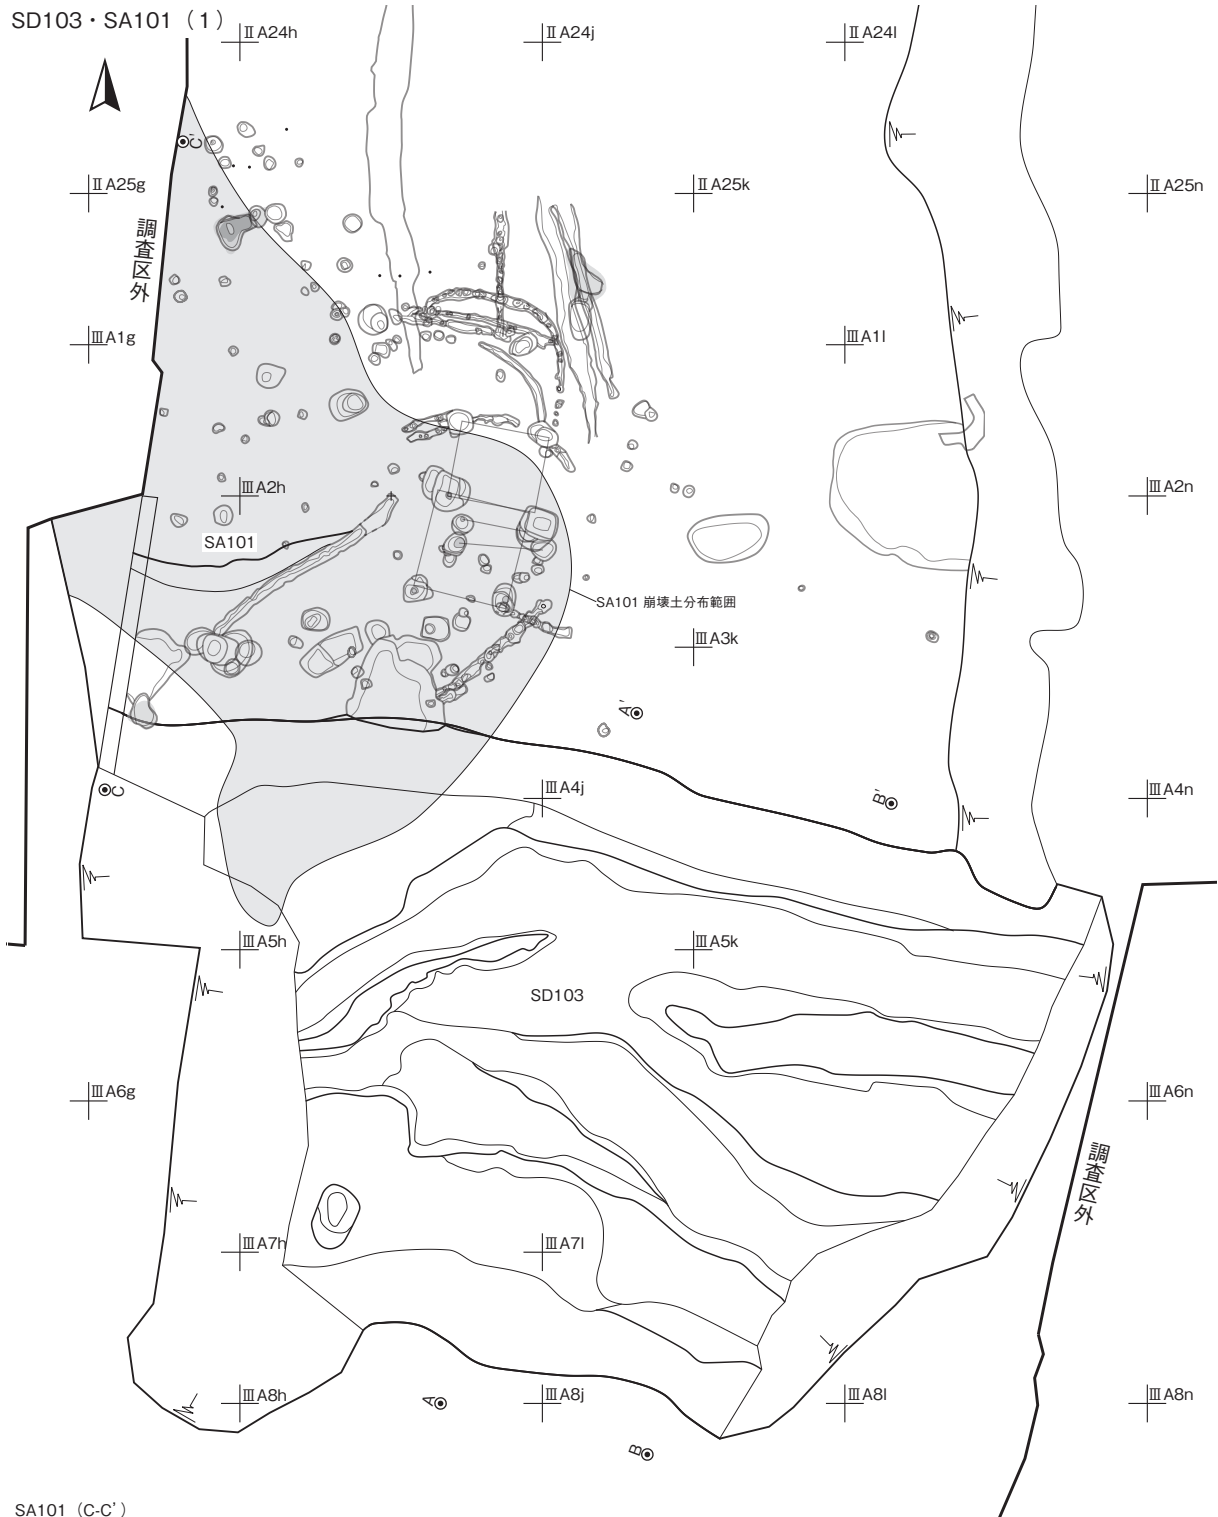 SD103・SA101（1）
ⅡA24h
ⅡA24j
ⅡA24l
C'
ⅡA25g
ⅡA25k
ⅡA25n
調査区外
ⅢA1g
ⅢA1l
ⅢA2h
ⅢA2n
SA101
SA101 崩壊土分布範囲
ⅢA3k
A'
C
ⅢA4j
B'
ⅢA4n
ⅢA5h
ⅢA5k
SD103
ⅢA6g
ⅢA6n
調査区外
ⅢA7h
ⅢA7l
ⅢA8h
A
ⅢA8j
ⅢA8l
ⅢA8n
B
SA101（C-C'）